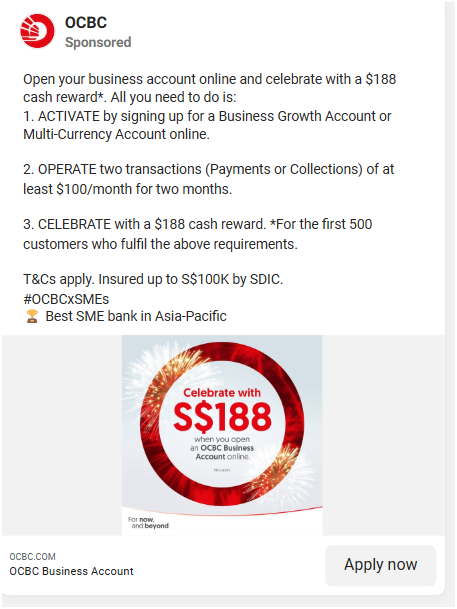 OCBC
Sponsored
Open your business account online and celebrate with a $188
cash reward*. All you need to do is:
1. ACTIVATE by signing up for a Business Growth Account or
Multi-Currency Account online.
2. OPERATE two transactions (Payments or Collections) of at
least $100/month for two months.
3. CELEBRATE with a $188 cash reward. *For the first 500
customers who fulfil the above requirements.
T&Cs apply. Insured up to S$100K by SDIC.
#OCBCxSMEs
🏆 Best SME bank in Asia-Pacific
Celebrate with
S$188
when you open
an OCBC Business
Account online.
For now,
and beyond
OCBC.COM
OCBC Business Account
Apply now